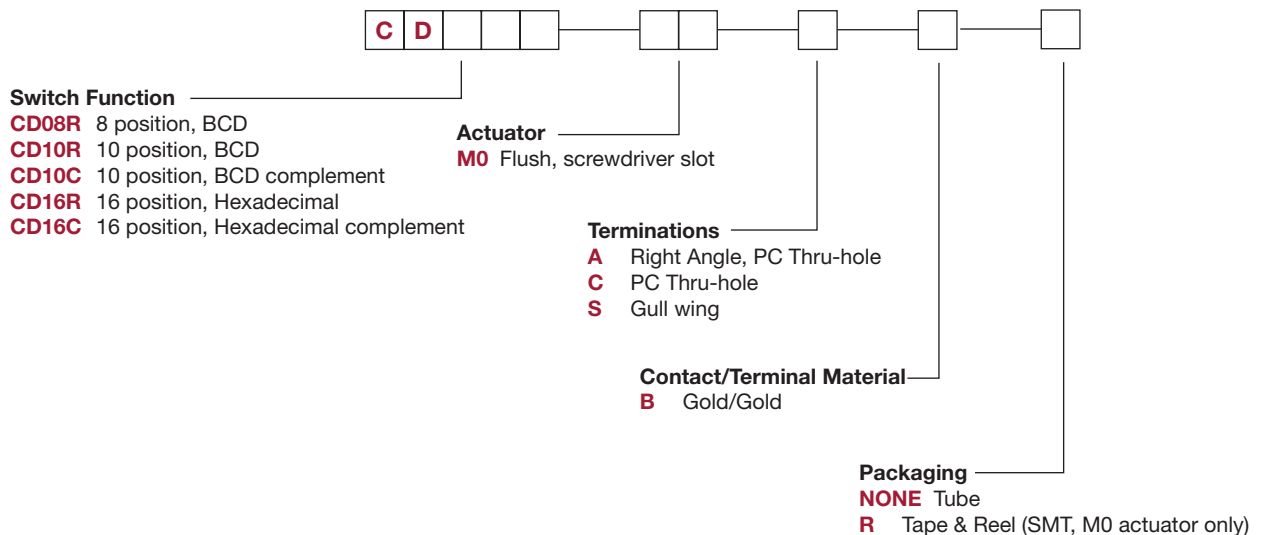 C D
Switch Function
CD08R 8 position, BCD
CD10R 10 position, BCD
CD10C 10 position, BCD complement
CD16R 16 position, Hexadecimal
CD16C 16 position, Hexadecimal complement
Actuator
M0 Flush, screwdriver slot
Terminations
A Right Angle, PC Thru-hole
C PC Thru-hole
S Gull wing
Contact/Terminal Material
B Gold/Gold
Packaging
NONE Tube
R Tape & Reel (SMT, M0 actuator only)